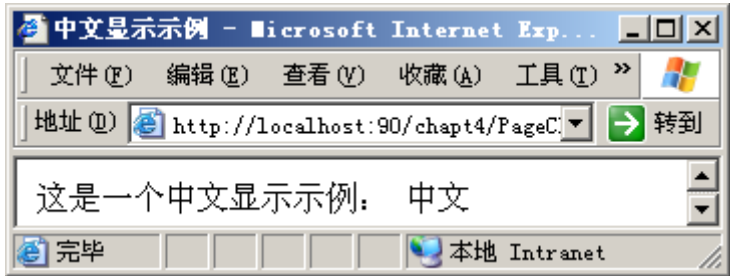 中文显示示例 - Microsoft Internet Exp...
文件(F) 编辑(E) 查看(V) 收藏(A) 工具(T) »
地址(D) http://localhost:90/chapt4/PageC 转到
这是一个中文显示示例： 中文
完毕 本地 Intranet